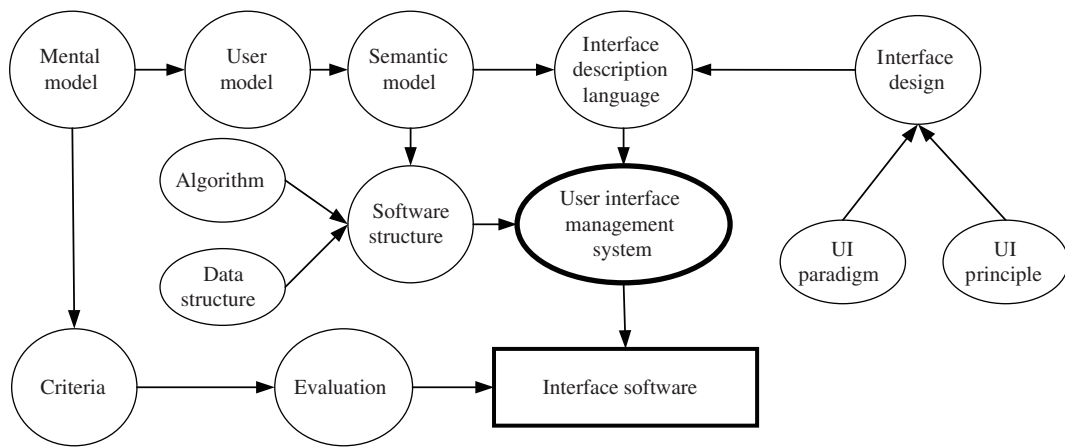 Mental
model
User
model
Semantic
model
Interface
description
language
Interface
design
Algorithm
Software
structure
User interface
management
system
Data
structure
UI
paradigm
UI
principle
Criteria
Evaluation
Interface software